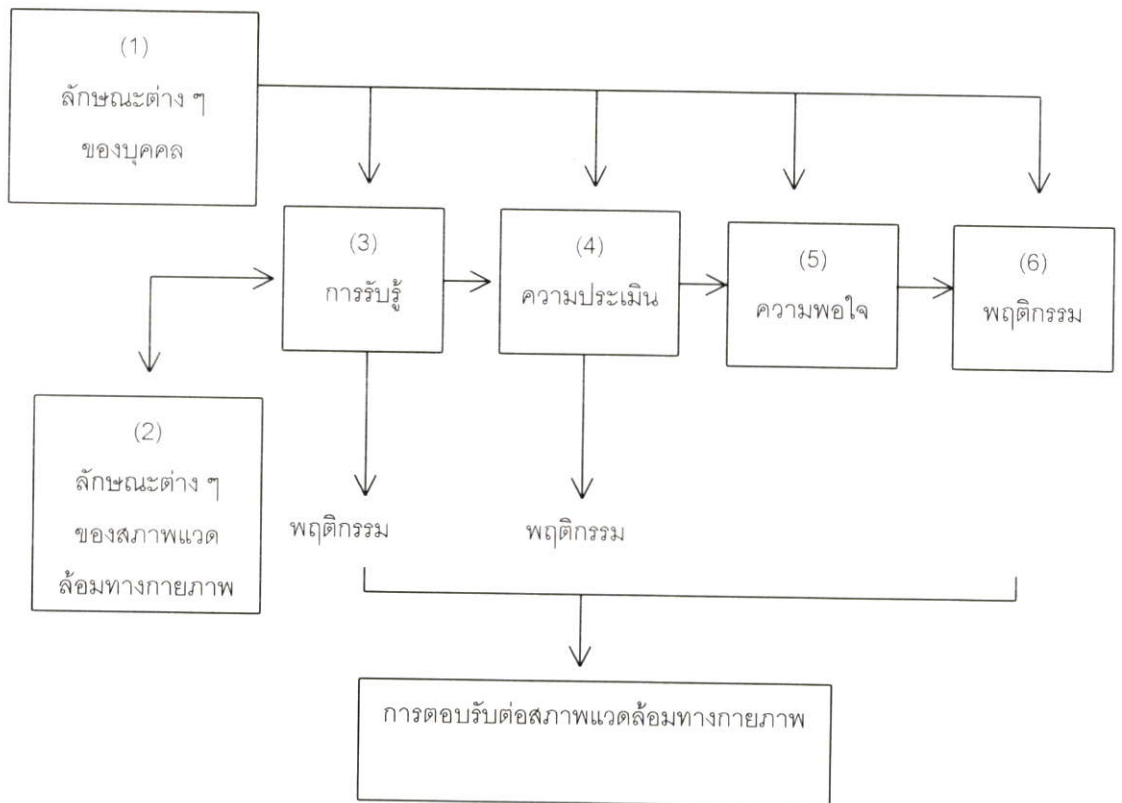 (1)
ลักษณะต่าง ๆ
ของบุคคล
(3)
การรับรู้
(4)
ความประเมิน
(5)
ความพอใจ
(6)
พฤติกรรม
(2)
ลักษณะต่าง ๆ
ของสภาพแวด
ล้อมทางกายภาพ
พฤติกรรม
พฤติกรรม
การตอบรับต่อสภาพแวดล้อมทางกายภาพ